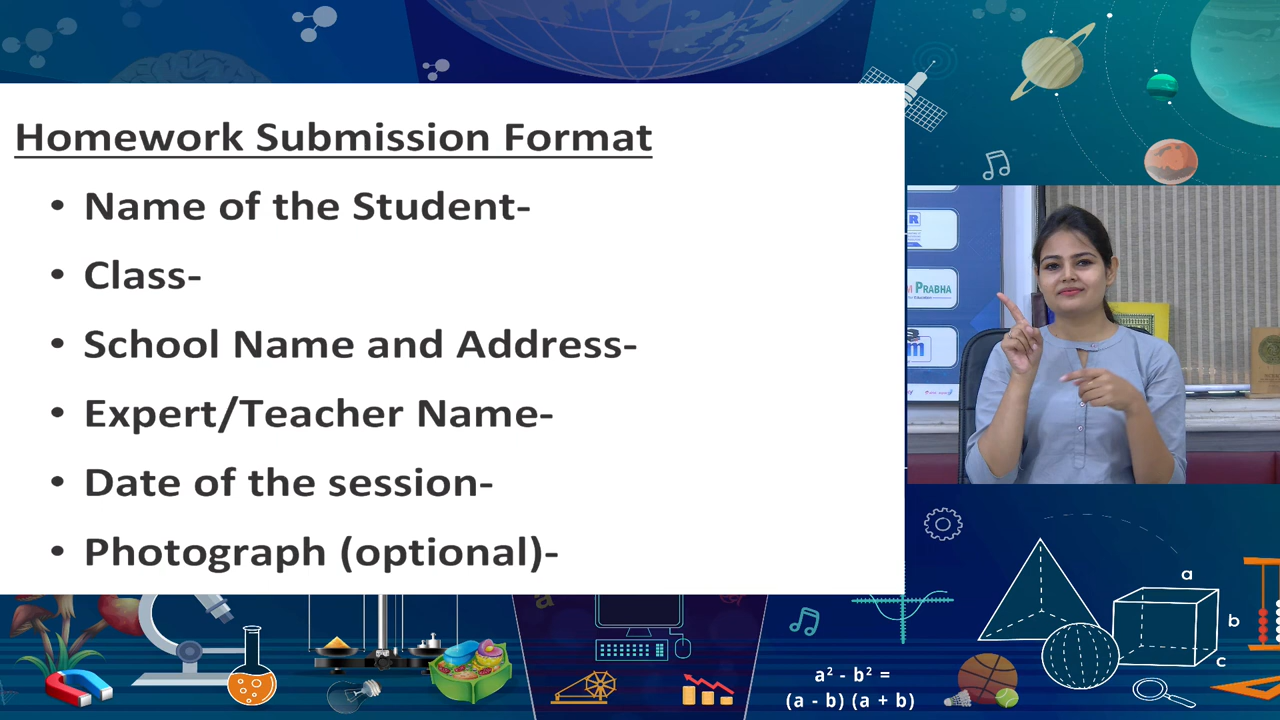 Homework Submission Format
• Name of the Student-
• Class-
• School Name and Address-
• Expert/Teacher Name-
• Date of the session-
• Photograph (optional)-
R
M PRABHA
m
a
b
c
a² - b² =
(a - b) (a + b)